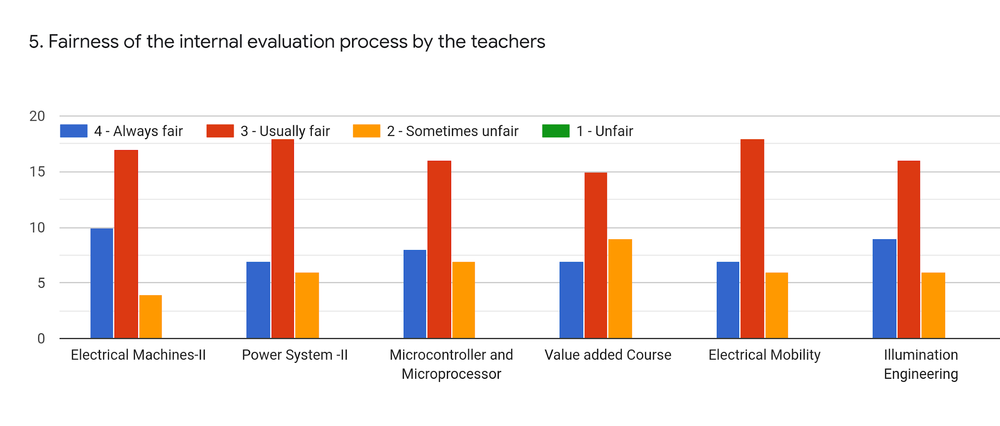 5. Fairness of the internal evaluation process by the teachers
20
4 - Always fair
3 - Usually fair
2 - Sometimes unfair
1 - Unfair
15
10
5
0
Electrical Machines-II
Power System -II
Microcontroller and
Microprocessor
Value added Course
Electrical Mobility
Illumination
Engineering